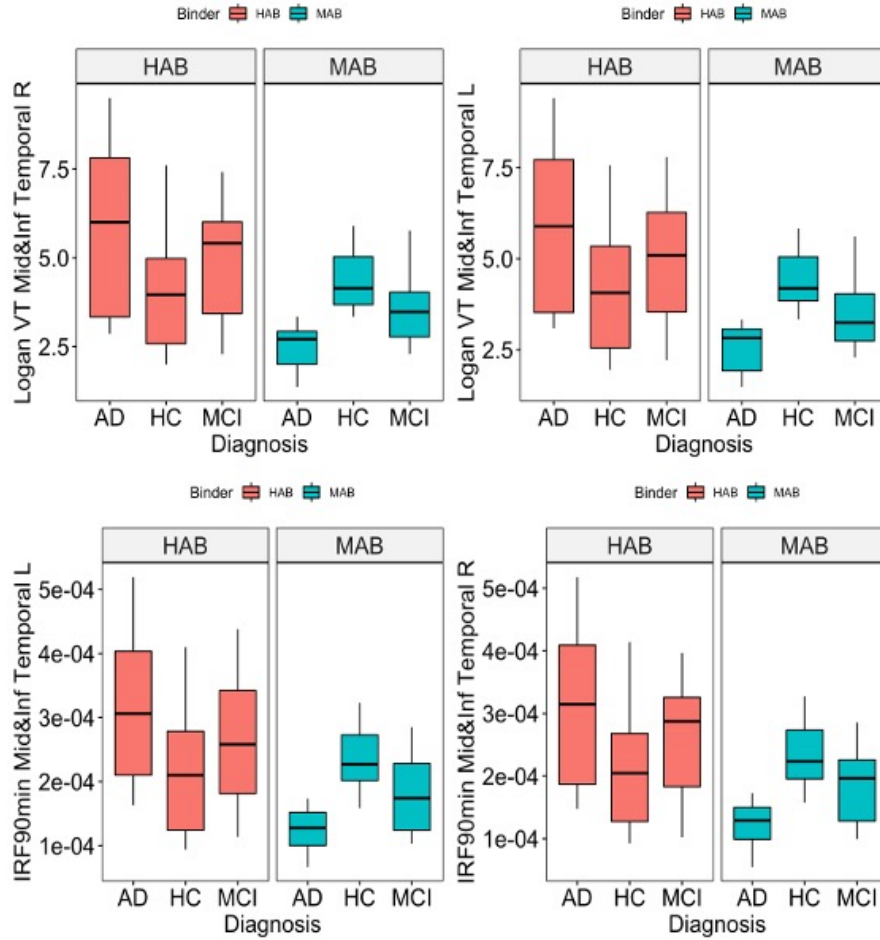 Binder HAB MAB
HAB MAB
Logan VT Mid&Inf Temporal R
7.5
5.0
2.5
AD HC MCI AD HC MCI
Diagnosis
Binder HAB MAB
HAB MAB
Logan VT Mid&Inf Temporal L
7.5
5.0
2.5
AD HC MCI AD HC MCI
Diagnosis
Binder HAB MAB
HAB MAB
IRF90min Mid&Inf Temporal L
5e-04
4e-04
3e-04
2e-04
1e-04
AD HC MCI AD HC MCI
Diagnosis
Binder HAB MAB
HAB MAB
IRF90min Mid&Inf Temporal R
5e-04
4e-04
3e-04
2e-04
1e-04
AD HC MCI AD HC MCI
Diagnosis